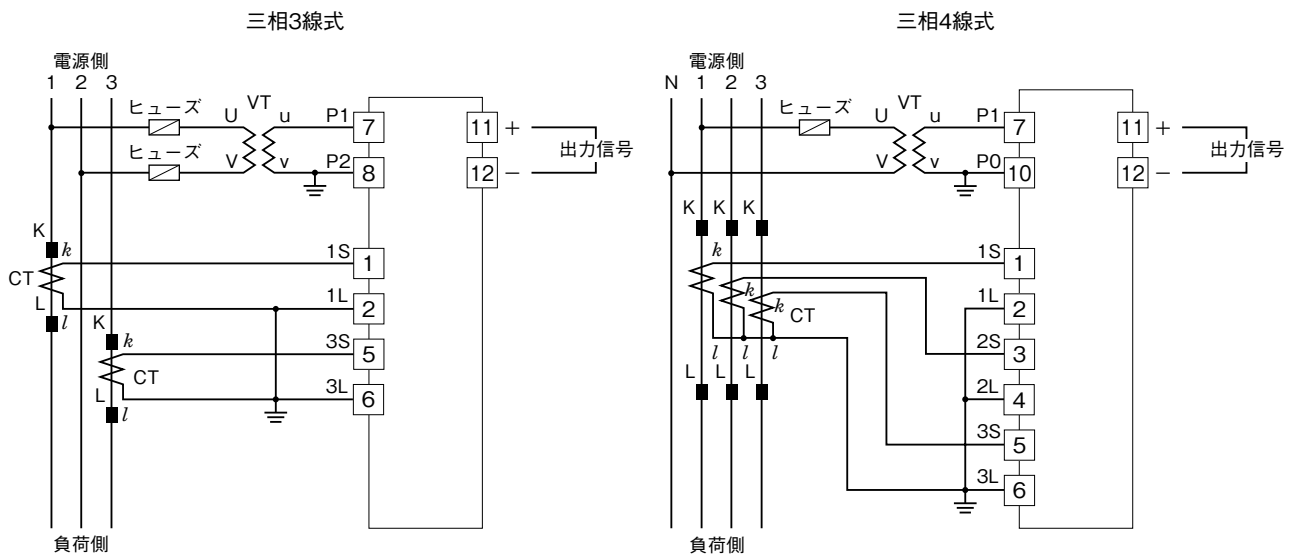 三相3線式
電源側
1 2 3
ヒューズ
U VT u P1 7
ヒューズ
V v P2 8
11 +
出力信号
12 −
K
k
1S 1
CT
1L 2
L
l
K
k
3S 5
CT
L
3L 6
l
負荷側
三相4線式
電源側
N 1 2 3
ヒューズ
U VT u P1 7
V v P0 10
11 +
出力信号
12 −
K K K
k
1S 1
k
1L 2
k CT
2S 3
l l l
L L L
2L 4
3S 5
3L 6
負荷側